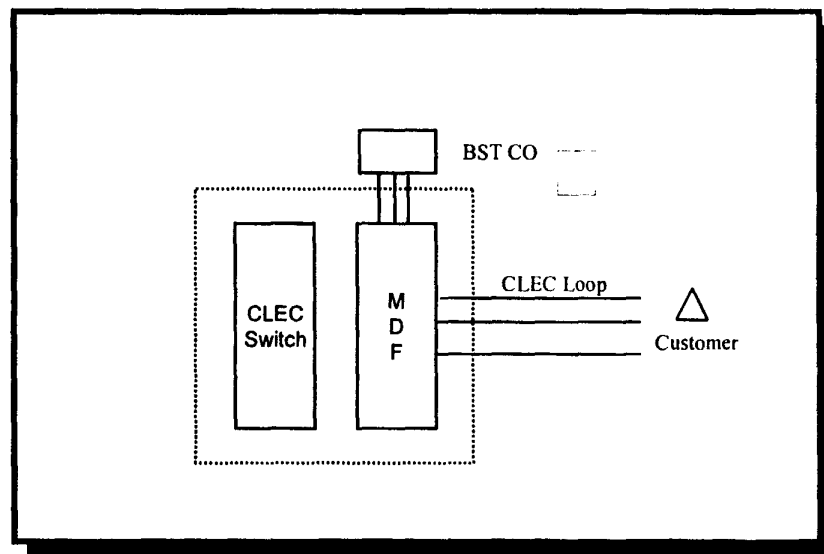 BST CO
CLEC Loop
CLEC
Switch
M
D
F
Customer